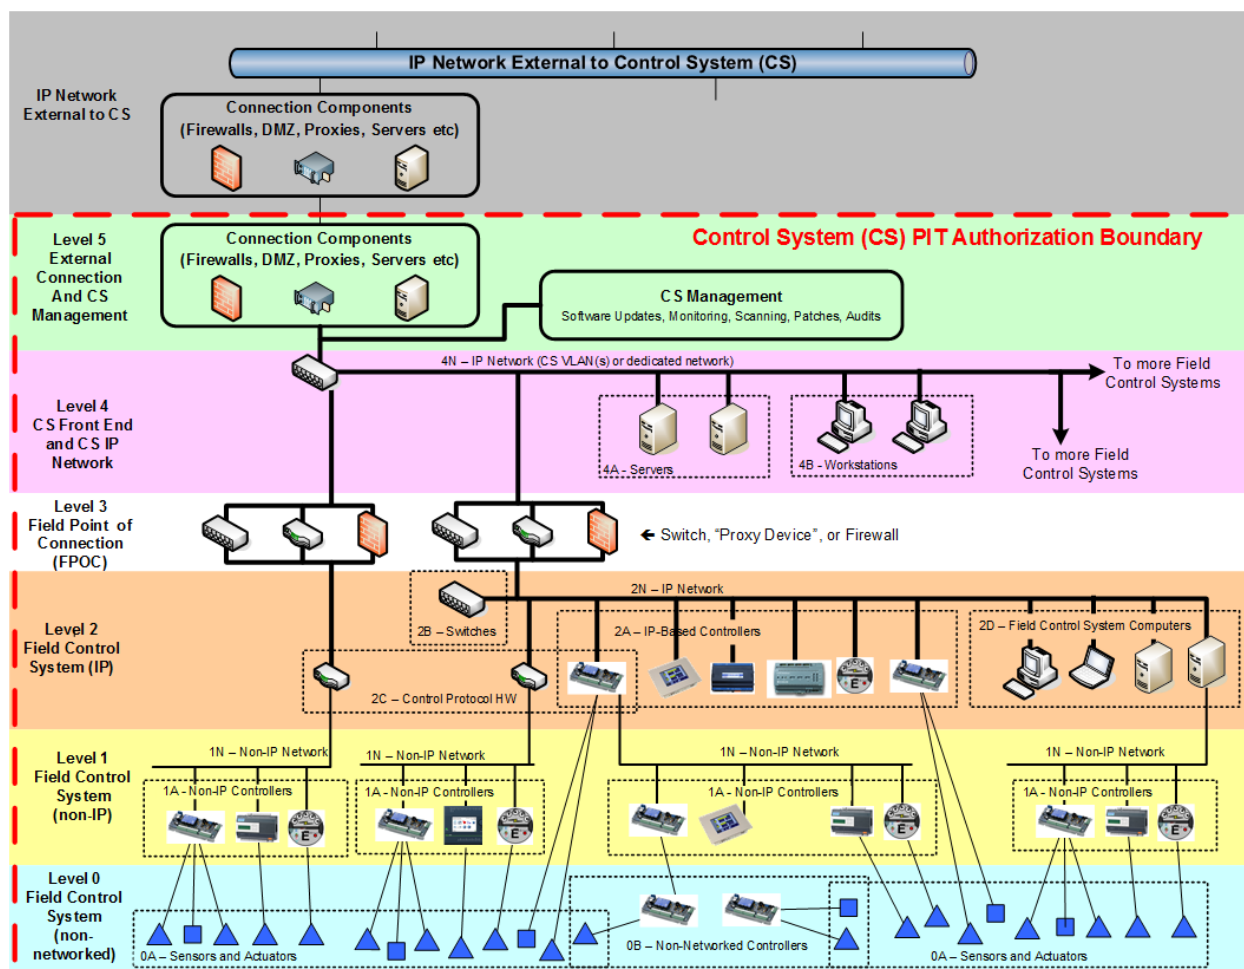 IP Network External to Control System (CS)
IP Network
External to CS
Connection Components
(Firewalls, DMZ, Proxies, Servers etc)
Level 5
External
Connection
And CS
Management
Connection Components
(Firewalls, DMZ, Proxies, Servers etc)
Control System (CS) PIT Authorization Boundary
CS Management
Software Updates, Monitoring, Scanning, Patches, Audits
4N – IP Network (CS VLAN(s) or dedicated network)
To more Field
Control Systems
Level 4
CS Front End
and CS IP
Network
4A - Servers
4B - Workstations
To more Field
Control Systems
Level 3
Field Point of
Connection
(FPOC)
Switch, “Proxy Device”, or Firewall
2N – IP Network
Level 2
Field Control
System (IP)
2B – Switches
2A – IP-Based Controllers
2D – Field Control System Computers
E
2C – Control Protocol HW
Level 1
Field Control
System
(non-IP)
1N – Non-IP Network
1N – Non-IP Network
1N – Non-IP Network
1N – Non-IP Network
1A - Non-IP Controllers
1A - Non-IP Controllers
1A - Non-IP Controllers
1A - Non-IP Controllers
E
E
E
E
Level 0
Field Control
System
(non-
networked)
0A – Sensors and Actuators
0B – Non-Networked Controllers
0A – Sensors and Actuators